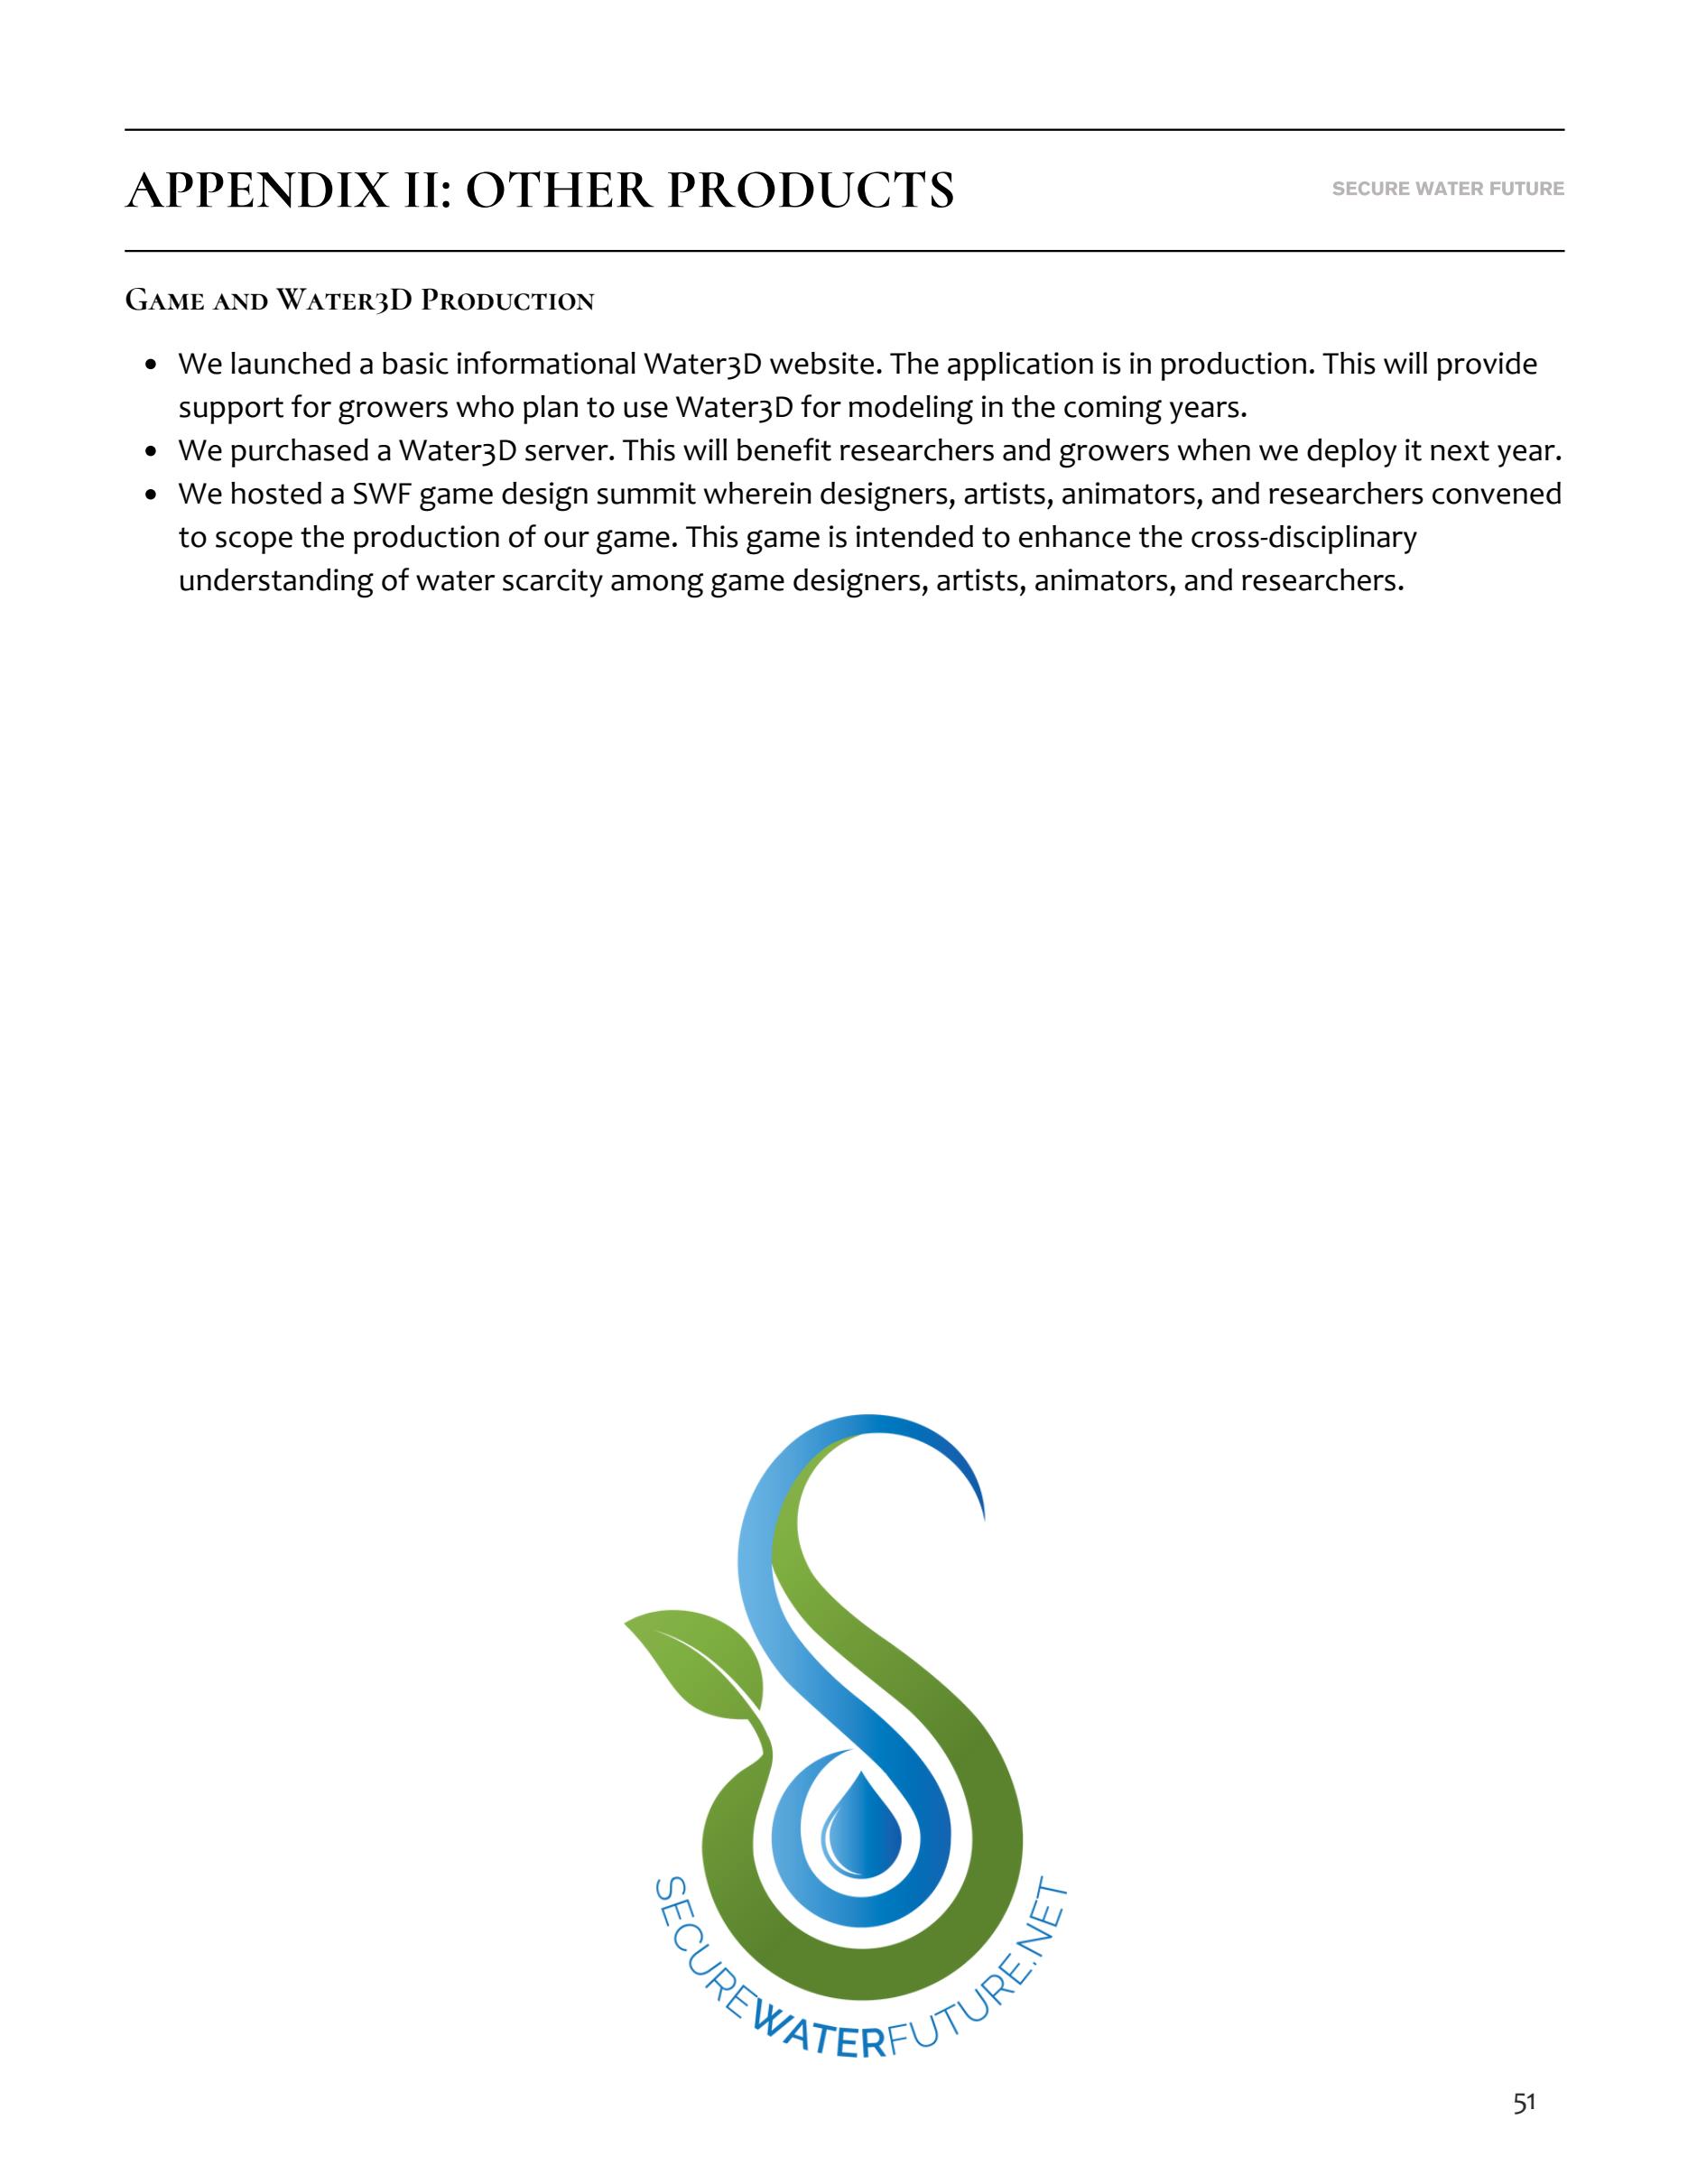 APPENDIX II: OTHER PRODUCTS
SECURE WATER FUTURE
Game and Water3D Production
• We launched a basic informational Water3D website. The application is in production. This will provide
support for growers who plan to use Water3D for modeling in the coming years.
• We purchased a Water3D server. This will benefit researchers and growers when we deploy it next year.
• We hosted a SWF game design summit wherein designers, artists, animators, and researchers convened
to scope the production of our game. This game is intended to enhance the cross-disciplinary
understanding of water scarcity among game designers, artists, animators, and researchers.
SECUREWATERFUTURE.NET
51